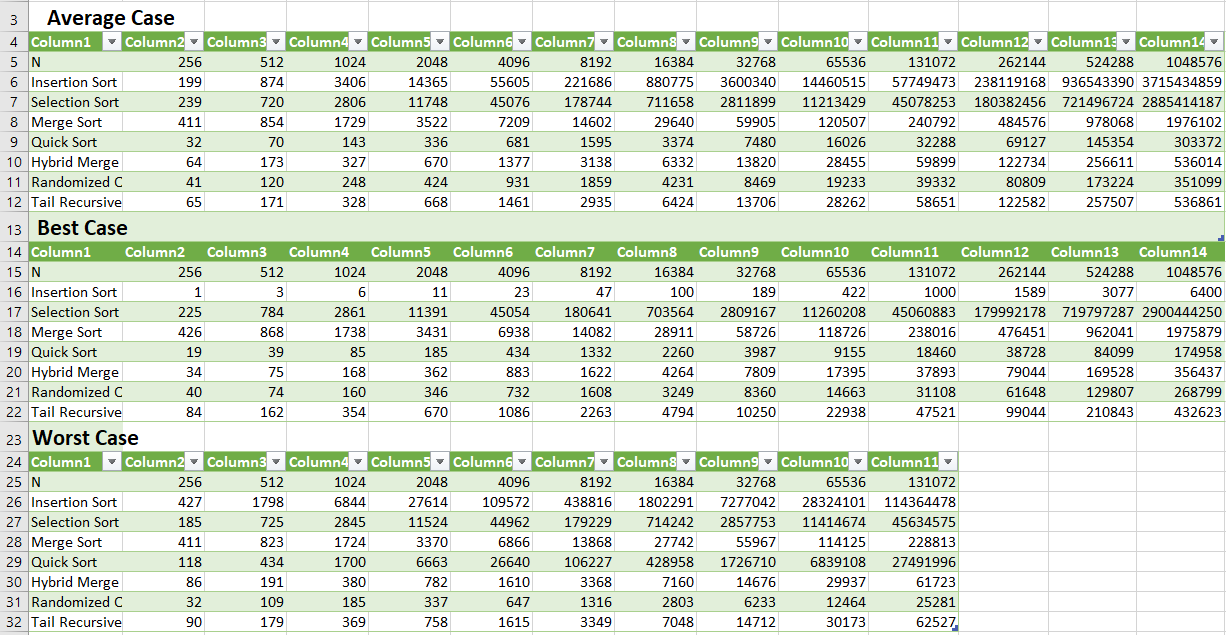 3 Average Case
4 Column1 Column2 Column3 Column4 Column5 Column6 Column7 Column8 Column9 Column10 Column11 Column12 Column13 Column14
5 N 256 512 1024 2048 4096 8192 16384 32768 65536 131072 262144 524288 1048576
6 Insertion Sort 199 874 3406 14365 55605 221686 880775 3600340 14460515 57749473 238119168 936543390 3715434859
7 Selection Sort 239 720 2806 11748 45076 178744 711658 2811899 11213429 45078253 180382456 721496724 2885414187
8 Merge Sort 411 854 1729 3522 7209 14602 29640 59905 120507 240792 484576 978068 1976102
9 Quick Sort 32 70 143 336 681 1595 3374 7480 16026 32288 69127 145354 303372
10 Hybrid Merge 64 173 327 670 1377 3138 6332 13820 28455 59899 122734 256611 536014
11 Randomized C 41 120 248 424 931 1859 4231 8469 19233 39332 80809 173224 351099
12 Tail Recursive 65 171 328 668 1461 2935 6424 13706 28262 58651 122582 257507 536861
13 Best Case
14 Column1 Column2 Column3 Column4 Column5 Column6 Column7 Column8 Column9 Column10 Column11 Column12 Column13 Column14
15 N 256 512 1024 2048 4096 8192 16384 32768 65536 131072 262144 524288 1048576
16 Insertion Sort 1 3 6 11 23 47 100 189 422 1000 1589 3077 6400
17 Selection Sort 225 784 2861 11391 45054 180641 703564 2809167 11260208 45060883 179992178 719797287 2900444250
18 Merge Sort 426 868 1738 3431 6938 14082 28911 58726 118726 238016 476451 962041 1975879
19 Quick Sort 19 39 85 185 434 1332 2260 3987 9155 18460 38728 84099 174958
20 Hybrid Merge 34 75 168 362 883 1622 4264 7809 17395 37893 79044 169528 356437
21 Randomized C 40 74 160 346 732 1608 3249 8360 14663 31108 61648 129807 268799
22 Tail Recursive 84 162 354 670 1086 2263 4794 10250 22938 47521 99044 210843 432623
23 Worst Case
24 Column1 Column2 Column3 Column4 Column5 Column6 Column7 Column8 Column9 Column10 Column11
25 N 256 512 1024 2048 4096 8192 16384 32768 65536 131072
26 Insertion Sort 427 1798 6844 27614 109572 438816 1802291 7277042 28324101 114364478
27 Selection Sort 185 725 2845 11524 44962 179229 714242 2857753 11414674 45634575
28 Merge Sort 411 823 1724 3370 6866 13868 27742 55967 114125 228813
29 Quick Sort 118 434 1700 6663 26640 106227 428958 1726710 6839108 27491996
30 Hybrid Merge 86 191 380 782 1610 3368 7160 14676 29937 61723
31 Randomized C 32 109 185 337 647 1316 2803 6233 12464 25281
32 Tail Recursive 90 179 369 758 1615 3349 7048 14712 30173 62527